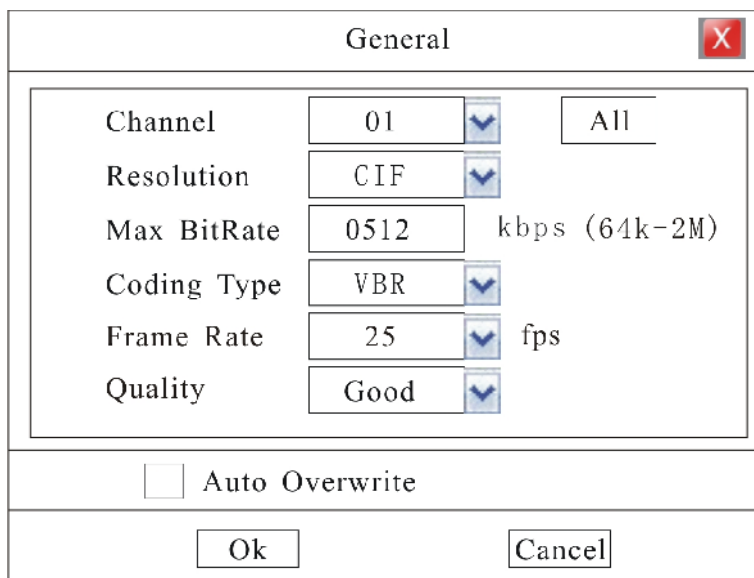 General
X
Channel 01 All
Resolution CIF
Max BitRate 0512 kbps (64k-2M)
Coding Type VBR
Frame Rate 25 fps
Quality Good
Auto Overwrite
Ok Cancel